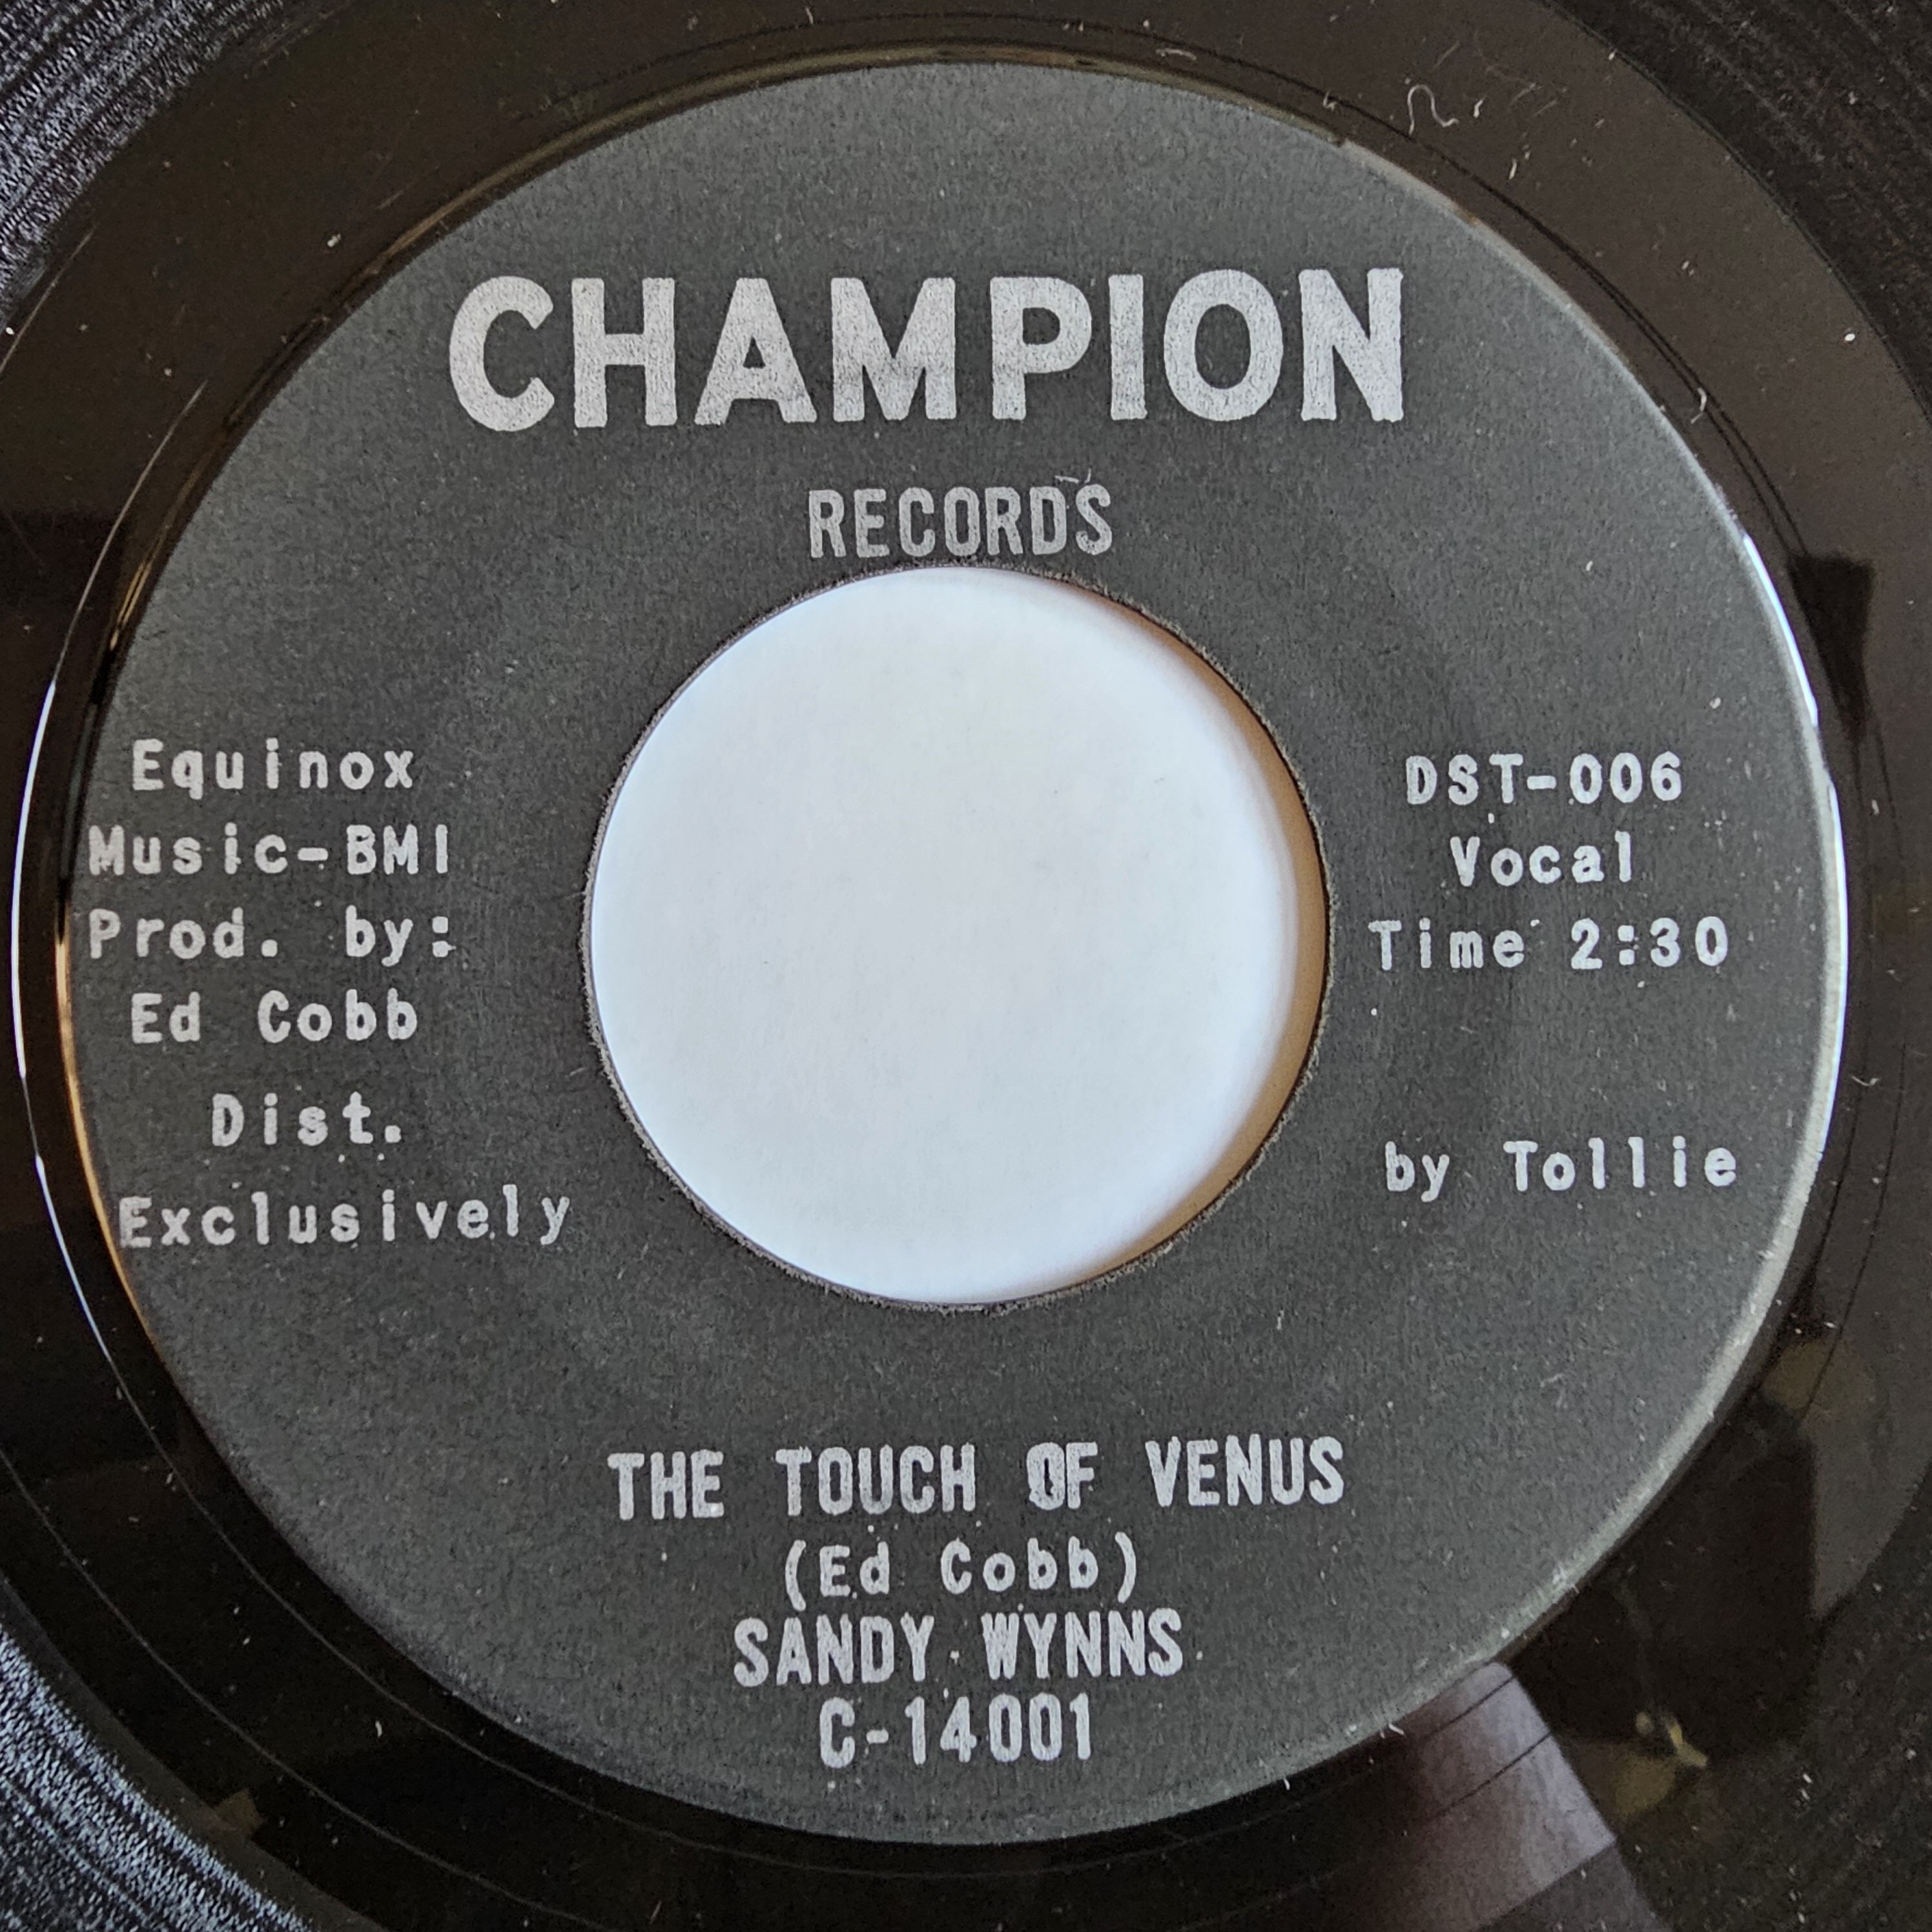 CHAMPION
RECORDS
Equinox
Music-BMI
Prod. by:
Ed Cobb
Dist.
Exclusively
DST-006
Vocal
Time 2:30
by Tollie
THE TOUCH OF VENUS
(Ed Cobb)
SANDY WYNNS
C-14001